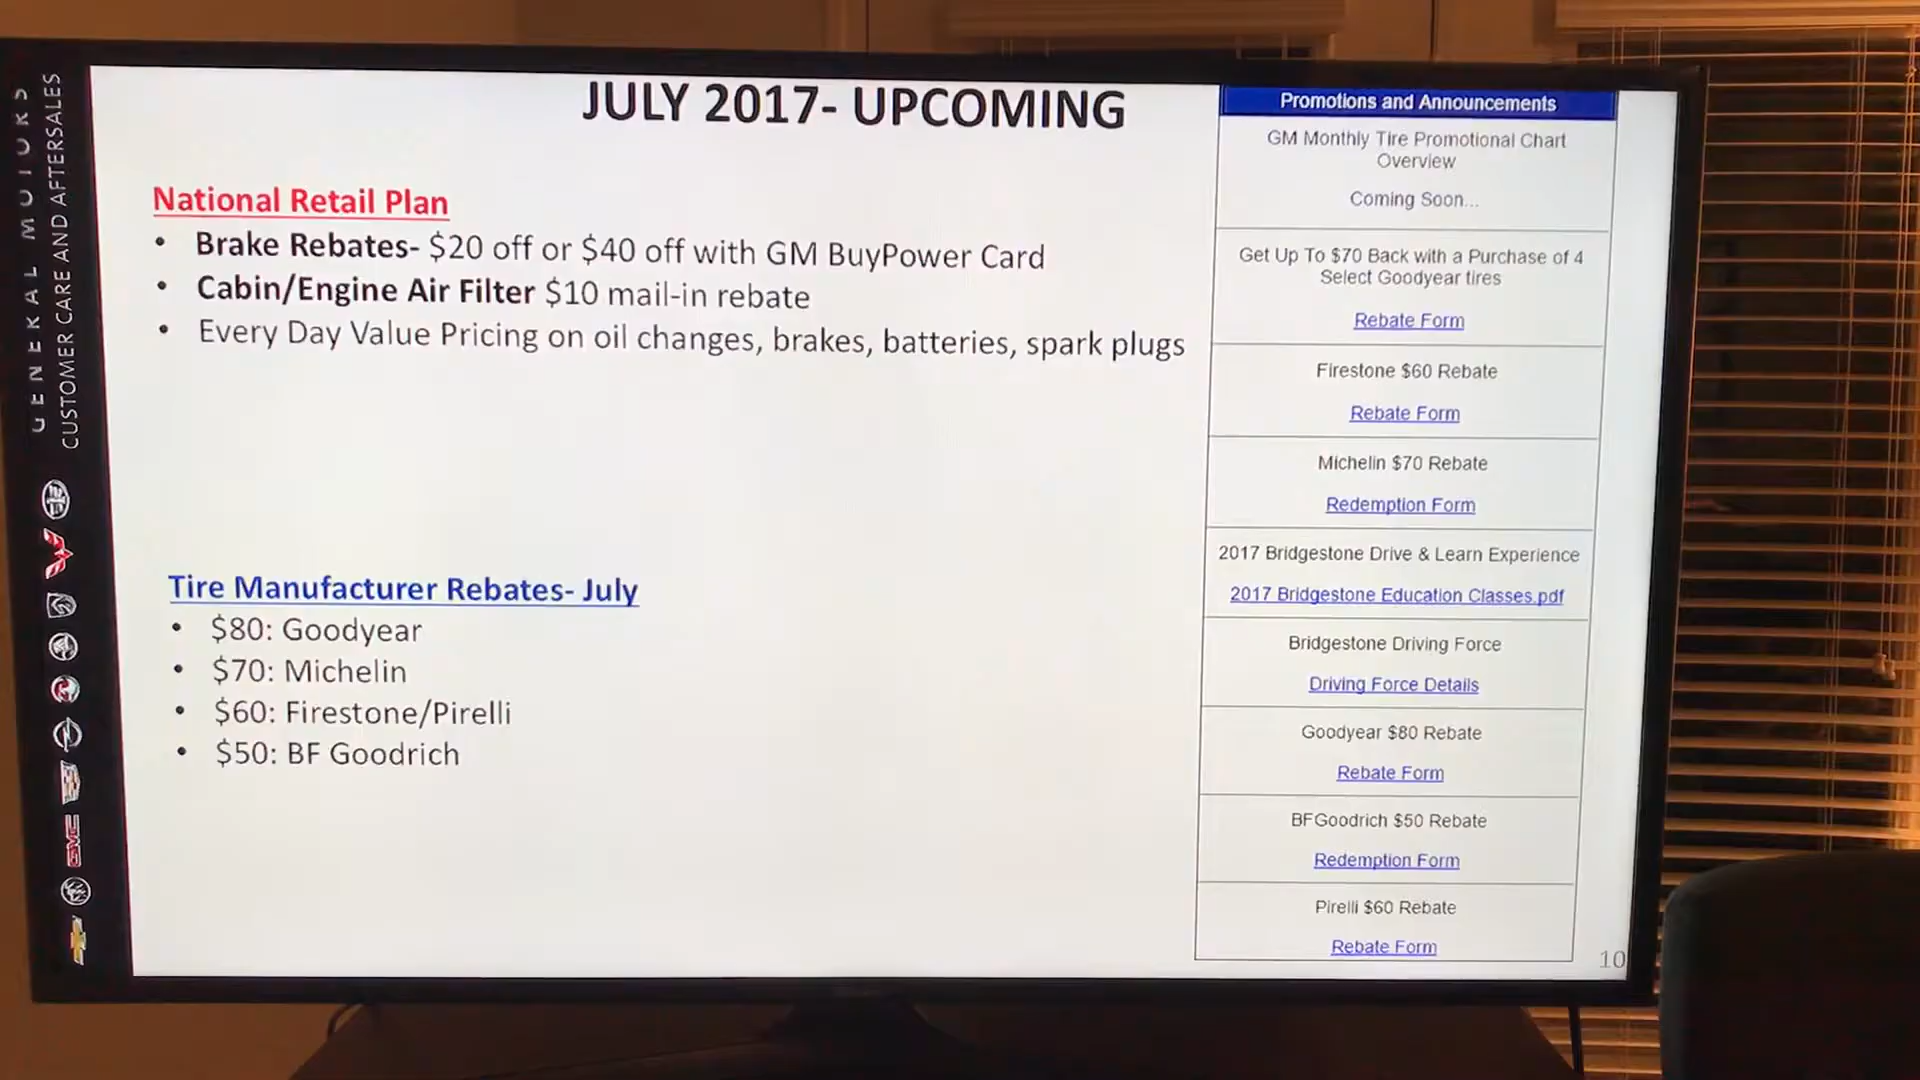 GENERAL MOTORS
CUSTOMER CARE AND AFTERSALES
GMC
JULY 2017- UPCOMING
National Retail Plan
• Brake Rebates- $20 off or $40 off with GM BuyPower Card
• Cabin/Engine Air Filter $10 mail-in rebate
• Every Day Value Pricing on oil changes, brakes, batteries, spark plugs
Tire Manufacturer Rebates- July
• $80: Goodyear
• $70: Michelin
• $60: Firestone/Pirelli
• $50: BF Goodrich
Promotions and Announcements
GM Monthly Tire Promotional Chart
Overview
Coming Soon...
Get Up To $70 Back with a Purchase of 4
Select Goodyear tires
Rebate Form
Firestone $60 Rebate
Rebate Form
Michelin $70 Rebate
Redemption Form
2017 Bridgestone Drive & Learn Experience
2017 Bridgestone Education Classes.pdf
Bridgestone Driving Force
Driving Force Details
Goodyear $80 Rebate
Rebate Form
BFGoodrich $50 Rebate
Redemption Form
Pirelli $60 Rebate
Rebate Form
10